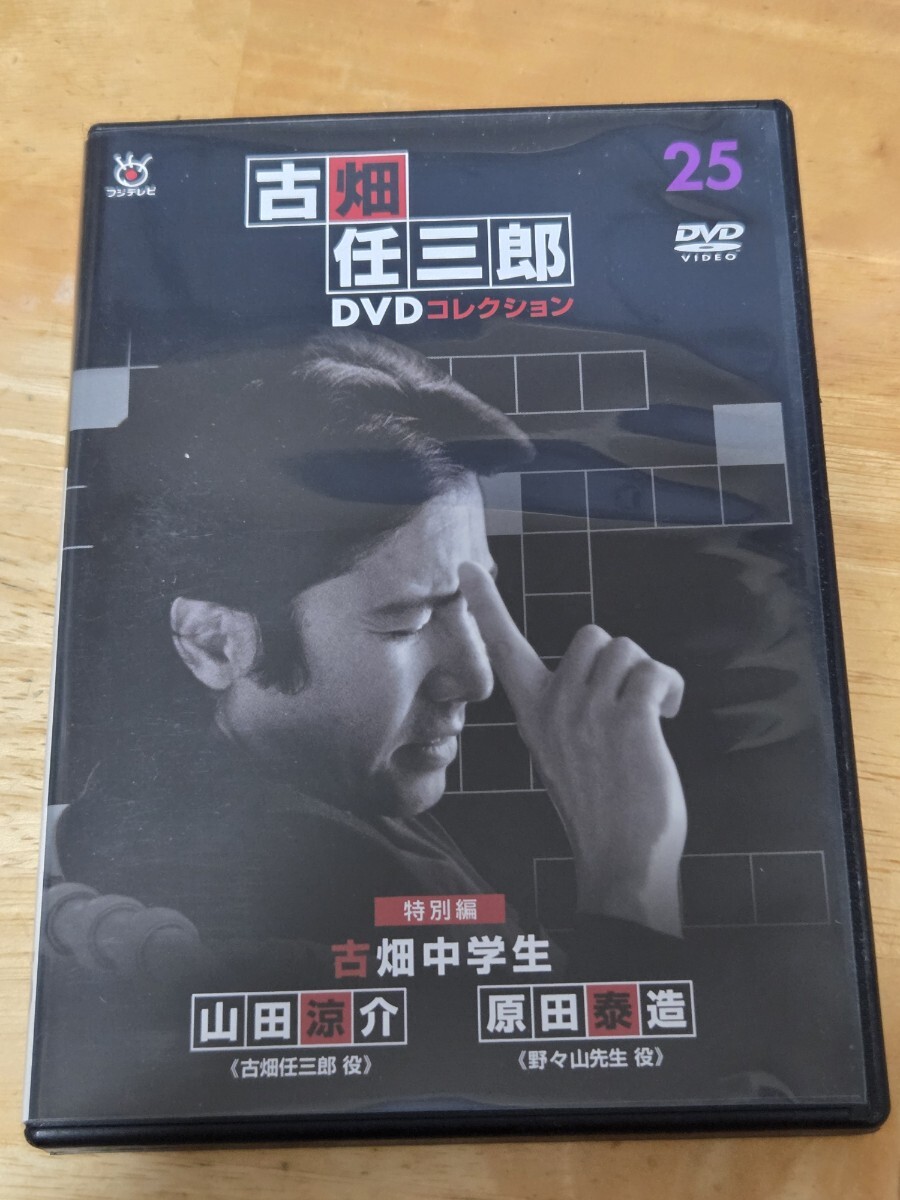 フジテレビ
25
古畑
任三郎
DVDコレクション
DVD
VIDEO
特別編
古畑中学生
山田涼介
《古畑任三郎 役》
原田泰造
《野々山先生 役》